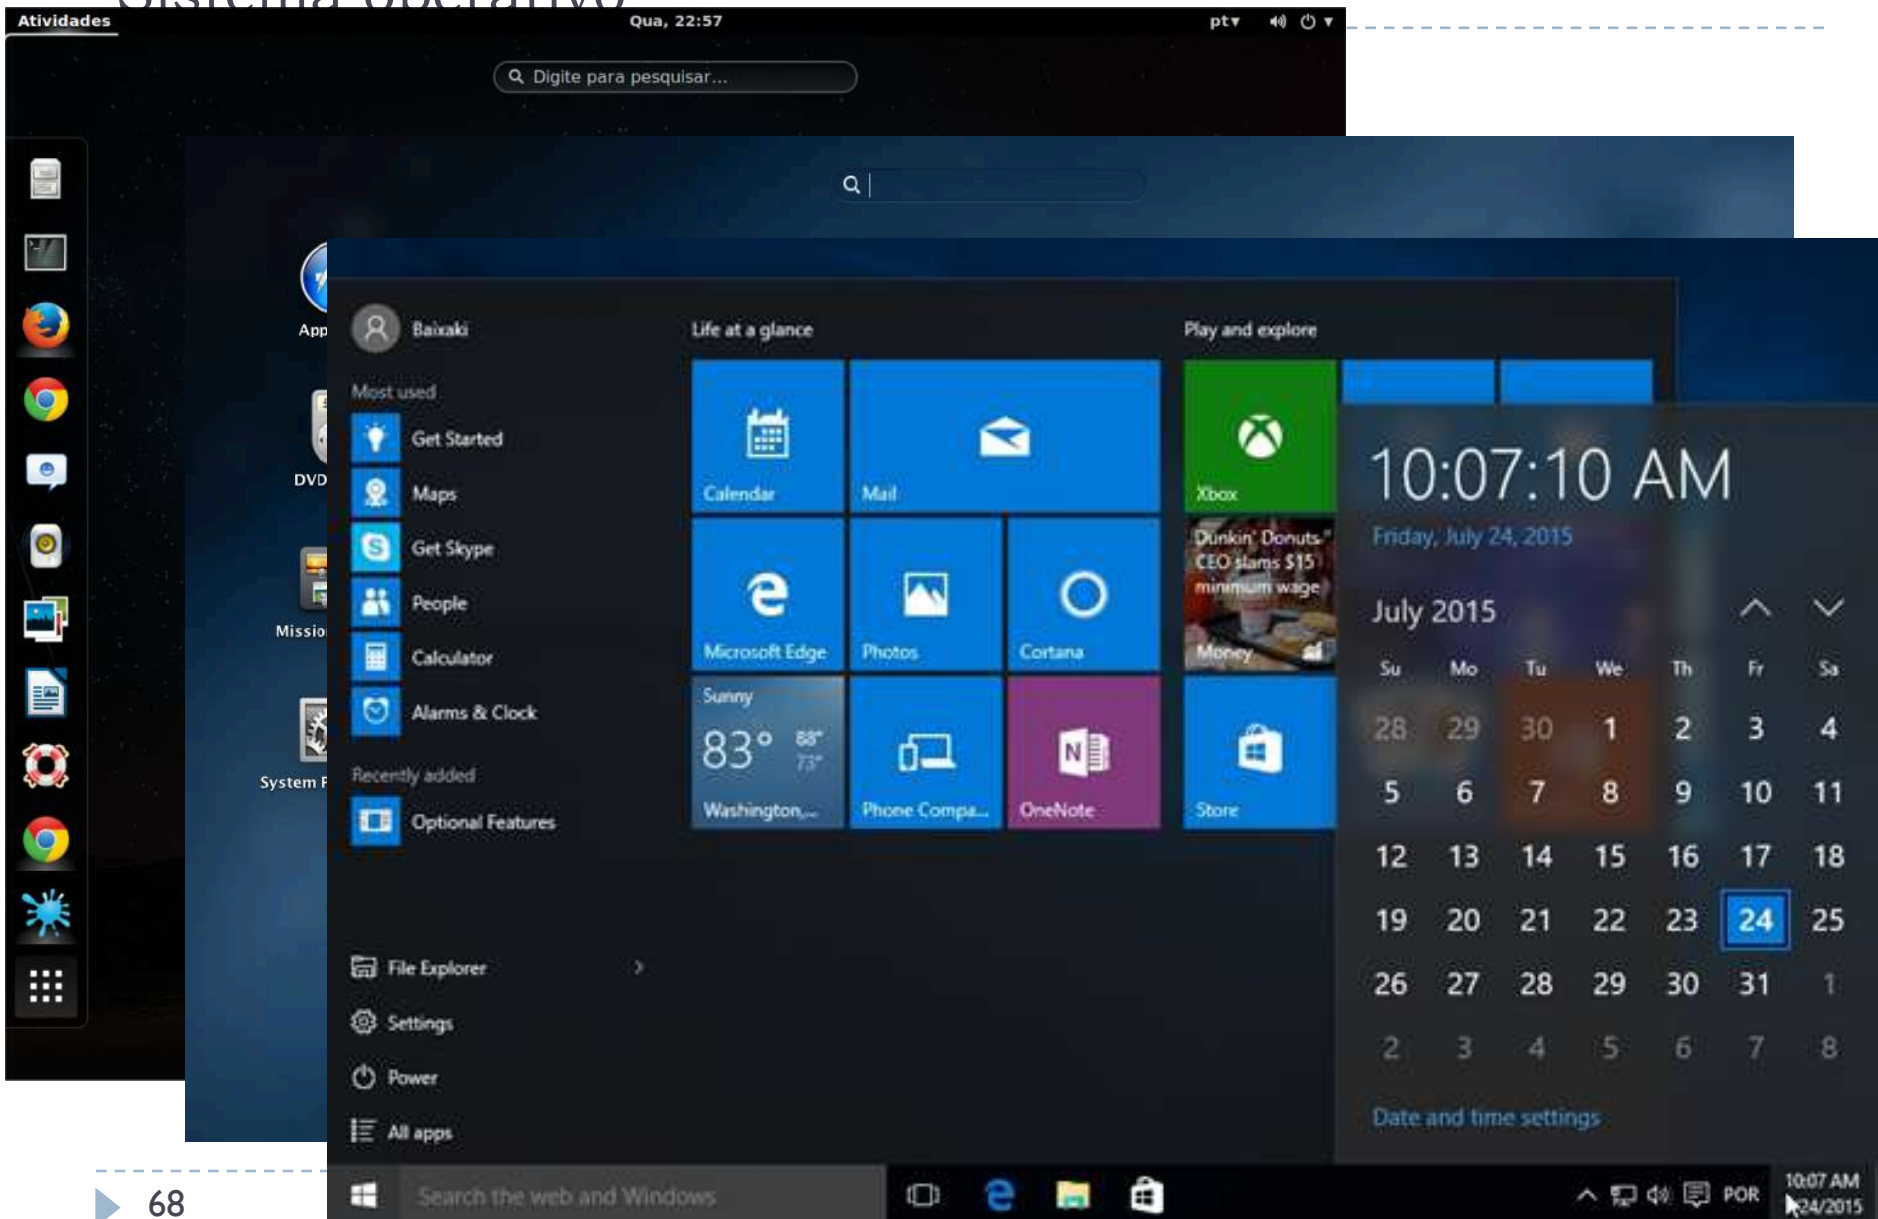 Sistema operativo
Atividades
Qua, 22:57
pt
Digite para pesquisar...
App
DVD
Missio
System P
Baixaki
Most used
Get Started
Maps
Get Skype
People
Calculator
Alarms & Clock
Recently added
Optional Features
File Explorer
Settings
Power
All apps
Life at a glance
Calendar
Mail
Microsoft Edge
Photos
Cortana
Sunny
83° 88°
73°
Washington,...
Phone Compa...
OneNote
Play and explore
Xbox
Dunkin' Donuts
CEO slams $15
minimum wage
Money
Store
10:07:10 AM
Friday, July 24, 2015
July 2015
Su Mo Tu We Th Fr Sa
28 29 30 1 2 3 4
5 6 7 8 9 10 11
12 13 14 15 16 17 18
19 20 21 22 23 24 25
26 27 28 29 30 31 1
2 3 4 5 6 7 8
Date and time settings
Search the web and Windows
POR
10:07 AM
24/2015
68